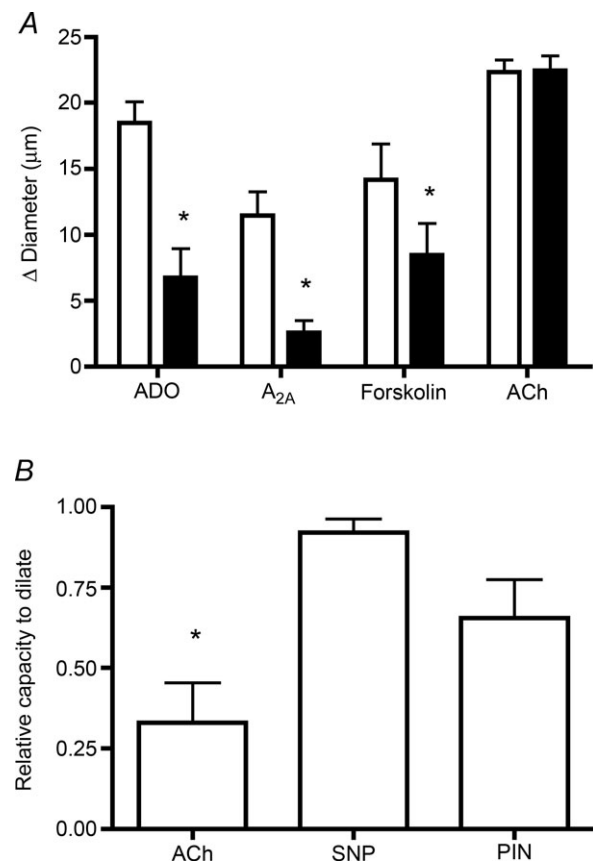 A
25
20
15
10
5
0
Δ Diameter (μm)
*
*
*
ADO A2A Forskolin ACh
B
1.00
0.75
0.50
0.25
0.00
Relative capacity to dilate
*
ACh SNP PIN